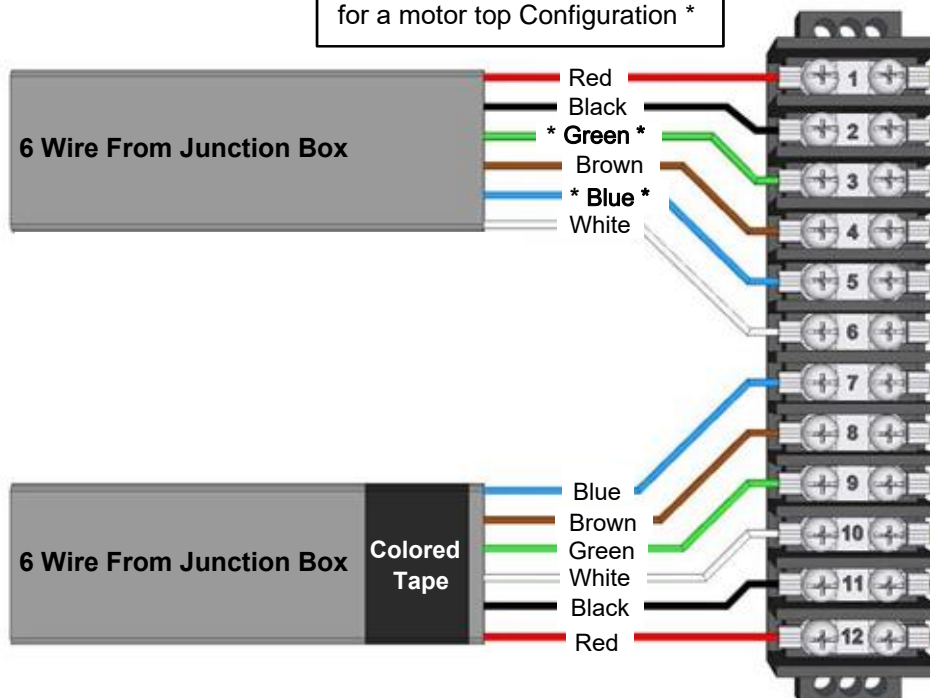 for a motor top Configuration *
6 Wire From Junction Box
Red
Black
* Green *
Brown
* Blue *
White
1
2
3
4
5
6
7
8
9
10
11
12
6 Wire From Junction Box
Colored
Tape
Blue
Brown
Green
White
Black
Red